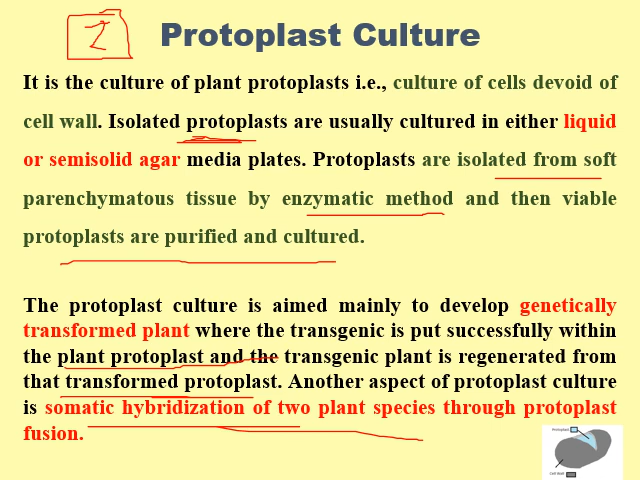 Protoplast Culture
It is the culture of plant protoplasts i.e., culture of cells devoid of
cell wall. Isolated protoplasts are usually cultured in either liquid
or semisolid agar media plates. Protoplasts are isolated from soft
parenchymatous tissue by enzymatic method and then viable
protoplasts are purified and cultured.
The protoplast culture is aimed mainly to develop genetically
transformed plant where the transgenic is put successfully within
the plant protoplast and the transgenic plant is regenerated from
that transformed protoplast. Another aspect of protoplast culture
is somatic hybridization of two plant species through protoplast
fusion.
Protoplast
Cell Wall